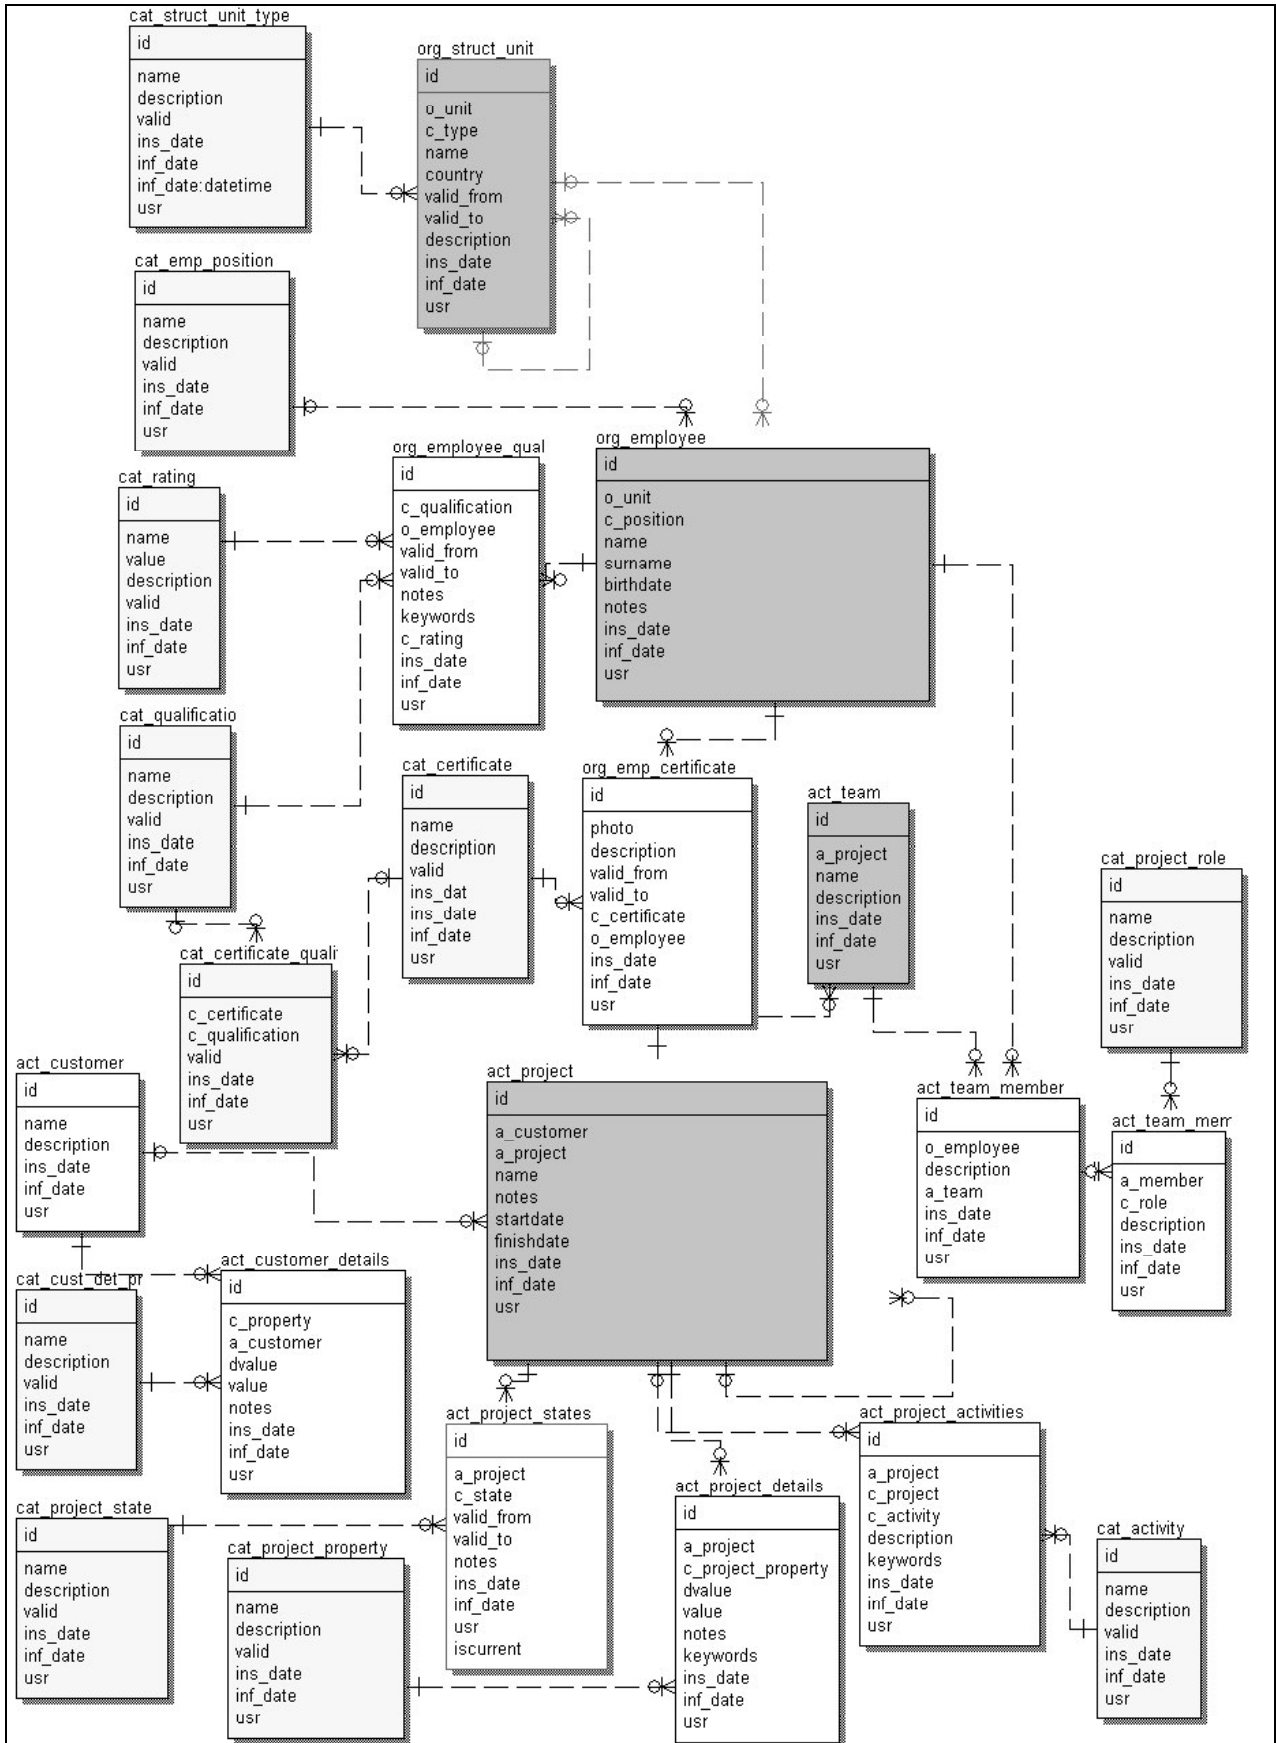 cat_struct_unit_type
id
name
description
valid
ins_date
inf_date
inf_date:datetime
usr
org_struct_unit
id
o_unit
c_type
name
country
valid_from
valid_to
description
ins_date
inf_date
usr
cat_emp_position
id
name
description
valid
ins_date
inf_date
usr
org_employee
id
o_unit
c_position
name
surname
birthdate
notes
ins_date
inf_date
usr
org_employee_qual
id
c_qualification
o_employee
valid_from
valid_to
notes
keywords
c_rating
ins_date
inf_date
usr
cat_rating
id
name
value
description
valid
ins_date
inf_date
usr
cat_qualificatio
id
name
description
valid
ins_date
inf_date
usr
cat_certificate
id
name
description
valid
ins_dat
ins_date
inf_date
usr
org_emp_certificate
id
photo
description
valid_from
valid_to
c_certificate
o_employee
ins_date
inf_date
usr
act_team
id
a_project
name
description
ins_date
inf_date
usr
cat_project_role
id
name
description
valid
ins_date
inf_date
usr
cat_certificate_quali
id
c_certificate
c_qualification
valid
ins_date
inf_date
usr
act_customer
id
name
description
ins_date
inf_date
usr
act_project
id
a_customer
a_project
name
notes
startdate
finishdate
ins_date
inf_date
usr
act_team_member
id
o_employee
description
a_team
ins_date
inf_date
usr
act_team_mem
id
a_member
c_role
description
ins_date
inf_date
usr
cat_cust_det_pr
id
name
description
valid
ins_date
inf_date
usr
act_customer_details
id
c_property
a_customer
dvalue
value
notes
ins_date
inf_date
usr
act_project_states
id
a_project
c_state
valid_from
valid_to
notes
ins_date
inf_date
usr
iscurrent
act_project_activities
id
a_project
c_project
c_activity
description
keywords
ins_date
inf_date
usr
act_project_details
id
a_project
c_project_property
dvalue
value
notes
keywords
ins_date
inf_date
usr
cat_project_state
id
name
description
valid
ins_date
inf_date
usr
cat_project_property
id
name
description
valid
ins_date
inf_date
usr
cat_activity
id
name
description
valid
ins_date
inf_date
usr